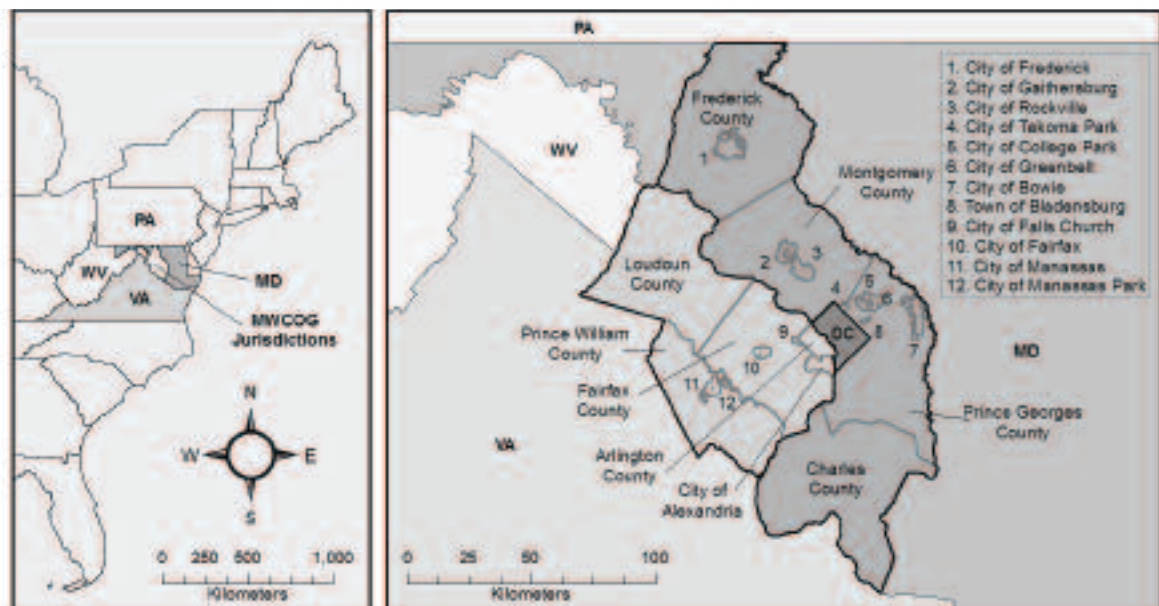 PA
WV
VA
MD
MWCOG
Jurisdictions
N
W
E
S
0 250 500 1,000
Kilometers
PA
WV
VA
MD
Frederick
County
1
Montgomery
County
2
3
Loudoun
County
4
5
6
7
8
DC
9
Prince William
County
10
11
12
Fairfax
County
Arlington
County
City of
Alexandria
Prince Georges
County
Charles
County
1. City of Frederick
2. City of Gaithersburg
3. City of Rockville
4. City of Takoma Park
5. City of College Park
6. City of Greenbelt
7. City of Bowie
8. Town of Bladensburg
9. City of Falls Church
10. City of Fairfax
11. City of Manassas
12. City of Manassas Park
0 25 50 100
Kilometers